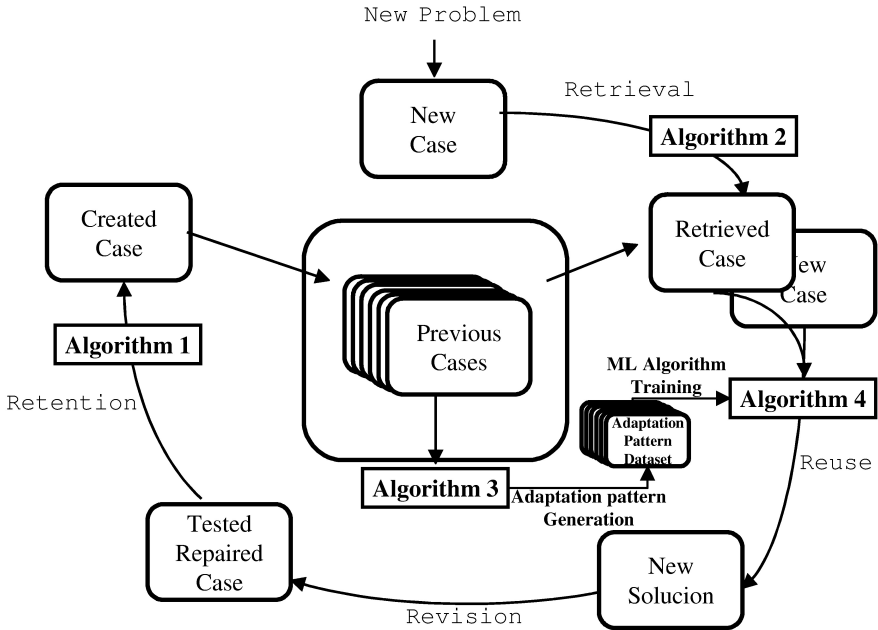 New Problem
New
Case
Retrieval
Algorithm 2
Created
Case
Retrieved
Case
New
Case
Previous
Cases
Algorithm 1
Retention
ML Algorithm
Training
Algorithm 4
Adaptation
Pattern
Dataset
Reuse
Algorithm 3
Adaptation pattern
Generation
Tested
Repaired
Case
New
Solucion
Revision